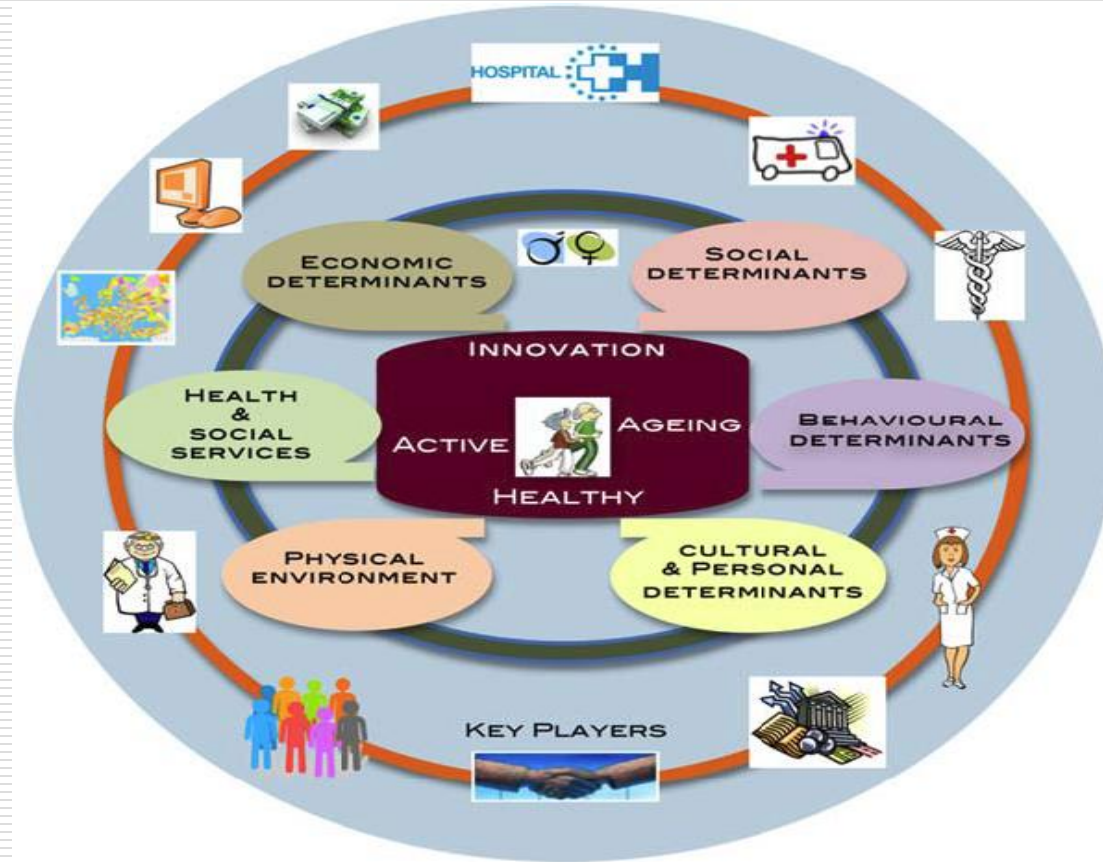 HOSPITAL
ECONOMIC
DETERMINANTS
SOCIAL
DETERMINANTS
INNOVATION
HEALTH
&
SOCIAL
SERVICES
ACTIVE
AGEING
BEHAVIOURAL
DETERMINANTS
HEALTHY
PHYSICAL
ENVIRONMENT
CULTURAL
& PERSONAL
DETERMINANTS
KEY PLAYERS